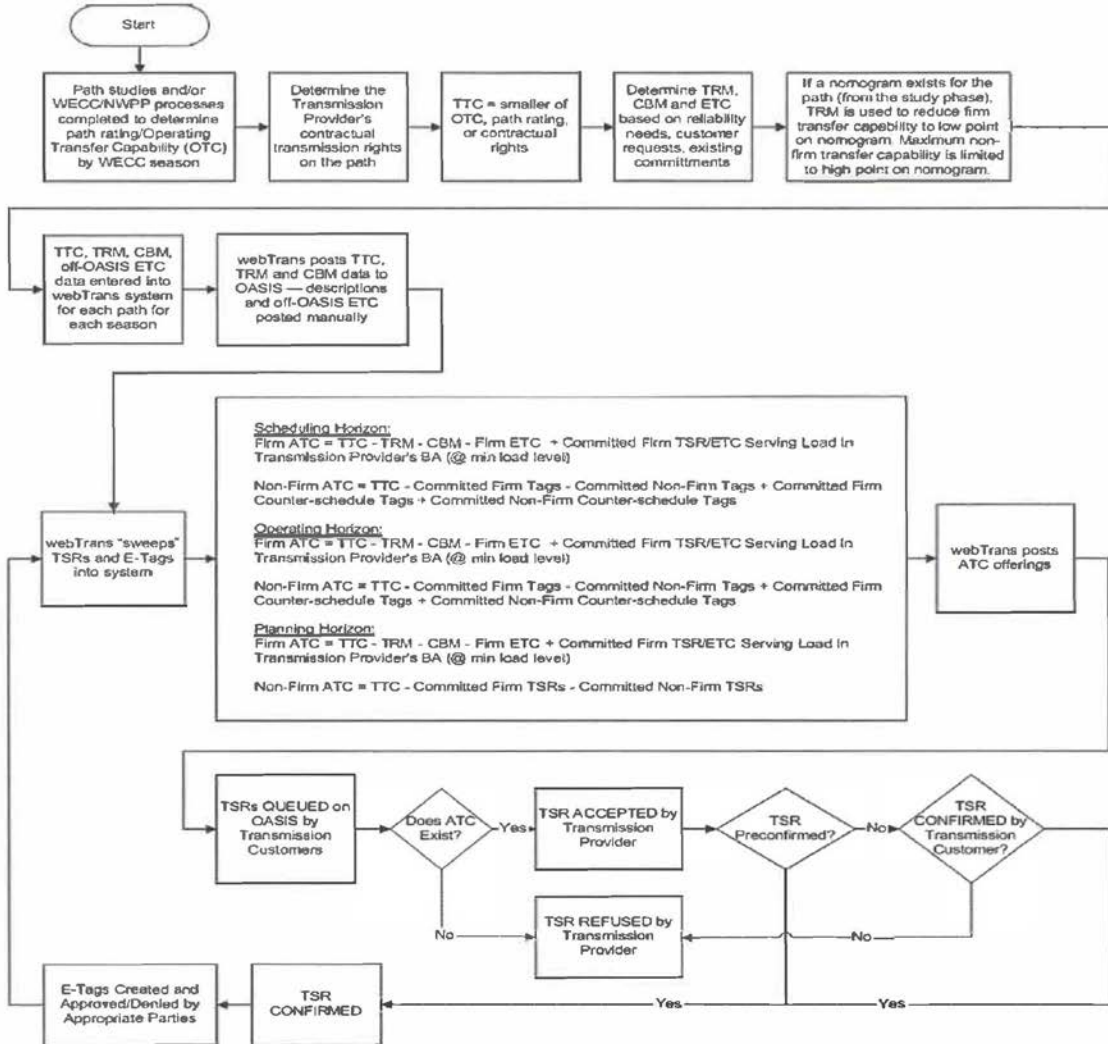 Start
Path studies and/or
WECC/NWPP processes
completed to determine
path rating/Operating
Transfer Capability (OTC)
by WECC season
Determine the
Transmission
Provider's
contractual
transmission rights
on the path
TTC = smaller of
OTC, path rating,
or contractual
rights
Determine TRM,
CBM and ETC
based on reliability
needs, customer
requests, existing
committments
If a nomogram exists for the
path (from the study phase),
TRM is used to reduce firm
transfer capability to low point
on nomogram. Maximum non-
firm transfer capability is limited
to high point on nomogram.
TTC, TRM, CBM,
off-OASIS ETC
data entered into
webTrans system
for each path for
each season
webTrans posts TTC,
TRM and CBM data to
OASIS — descriptions
and off-OASIS ETC
posted manually
webTrans "sweeps"
TSRs and E-Tags
into system
Scheduling Horizon:
Firm ATC = TTC - TRM - CBM - Firm ETC + Committed Firm TSR/ETC Serving Load In
Transmission Provider's BA (@ min load level)
Non-Firm ATC = TTC - Committed Firm Tags - Committed Non-Firm Tags + Committed Firm
Counter-schedule Tags + Committed Non-Firm Counter-schedule Tags
Operating Horizon:
Firm ATC = TTC - TRM - CBM - Firm ETC + Committed Firm TSR/ETC Serving Load In
Transmission Provider's BA (@ min load level)
Non-Firm ATC = TTC - Committed Firm Tags - Committed Non-Firm Tags + Committed Firm
Counter-schedule Tags + Committed Non-Firm Counter-schedule Tags
Planning Horizon:
Firm ATC = TTC - TRM - CBM - Firm ETC + Committed Firm TSR/ETC Serving Load In
Transmission Provider's BA (@ min load level)
Non-Firm ATC = TTC - Committed Firm TSRs - Committed Non-Firm TSRs
webTrans posts
ATC offerings
TSRs QUEUED on
OASIS by
Transmission
Customers
Does ATC
Exist?
Yes
TSR ACCEPTED by
Transmission
Provider
TSR
Preconfirmed?
No
TSR
CONFIRMED by
Transmission
Customer?
No
TSR REFUSED by
Transmission
Provider
No
E-Tags Created and
Approved/Denied by
Appropriate Parties
TSR
CONFIRMED
Yes
Yes